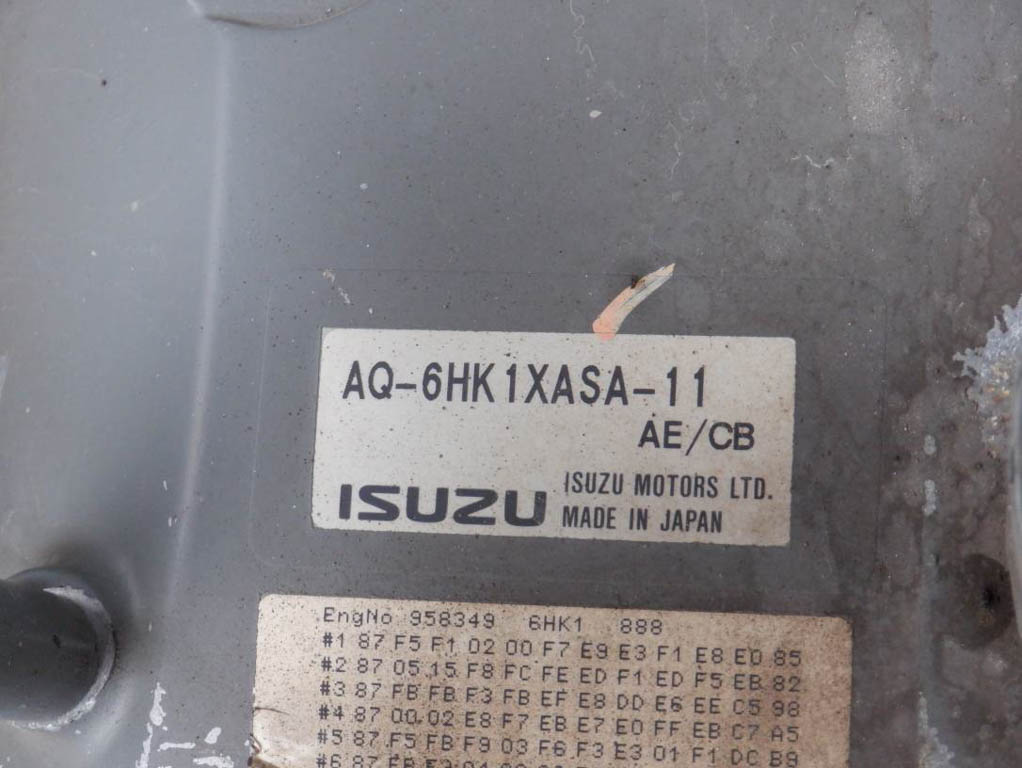 AQ-6HK1XASA-11
AE/CB
ISUZU ISUZU MOTORS LTD.
MADE IN JAPAN
EngNo 958349 6HK1 888
#1 87 F5 F1 02 00 F7 E9 E3 F1 E8 E0 85
#2 87 05 15 F8 FC FE ED F1 ED F5 EB 82
#3 87 FB FB F3 FB EF E8 DD E6 EE C5 98
#4 87 00 02 E8 F7 EB E7 E0 FF EB C7 A5
#5 87 F5 FB F9 03 F6 F3 E3 01 F1 DC B9
#6 87